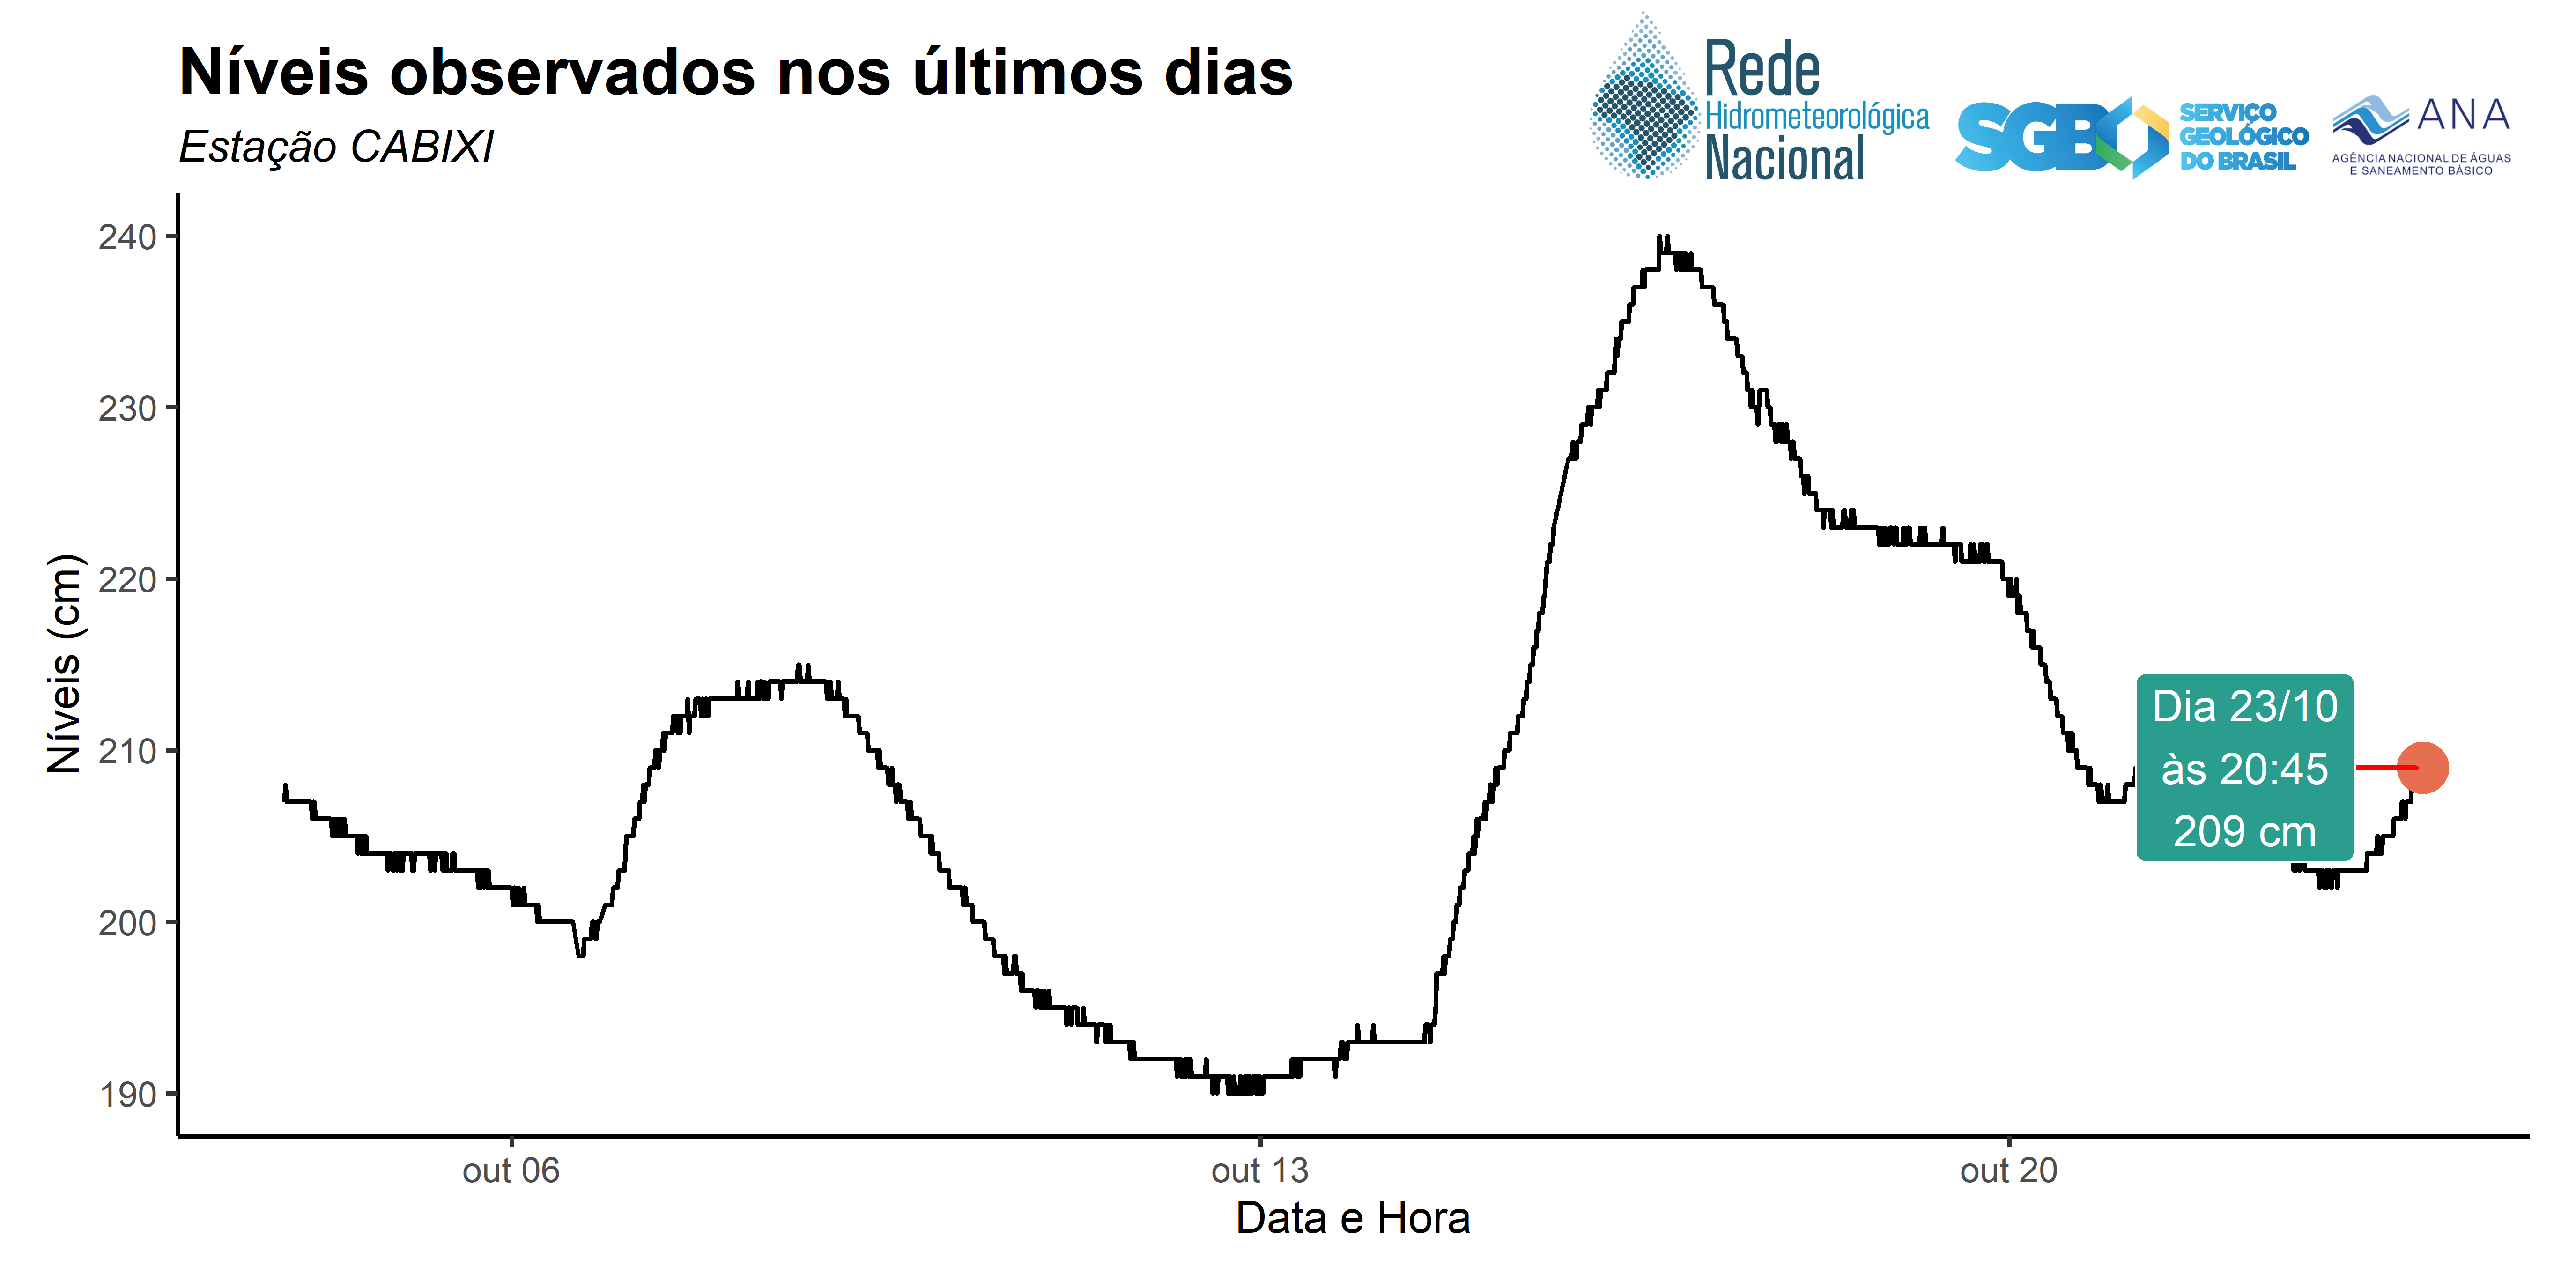 Níveis observados nos últimos dias
Estação CABIXI
Rede
Hidrometeorológica
Nacional
SGB
SERVIÇO
GEOLÓGICO
DO BRASIL
ANA
AGÊNCIA NACIONAL DE ÁGUAS
E SANEAMENTO BÁSICO
Níveis (cm)
240
230
220
210
200
190
Dia 23/10
às 20:45
209 cm
out 06
out 13
out 20
Data e Hora